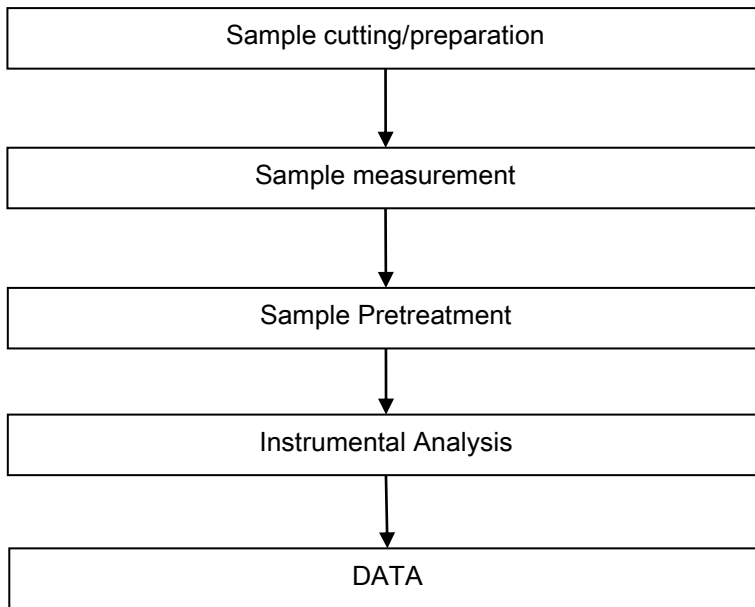 Sample cutting/preparation
Sample measurement
Sample Pretreatment
Instrumental Analysis
DATA